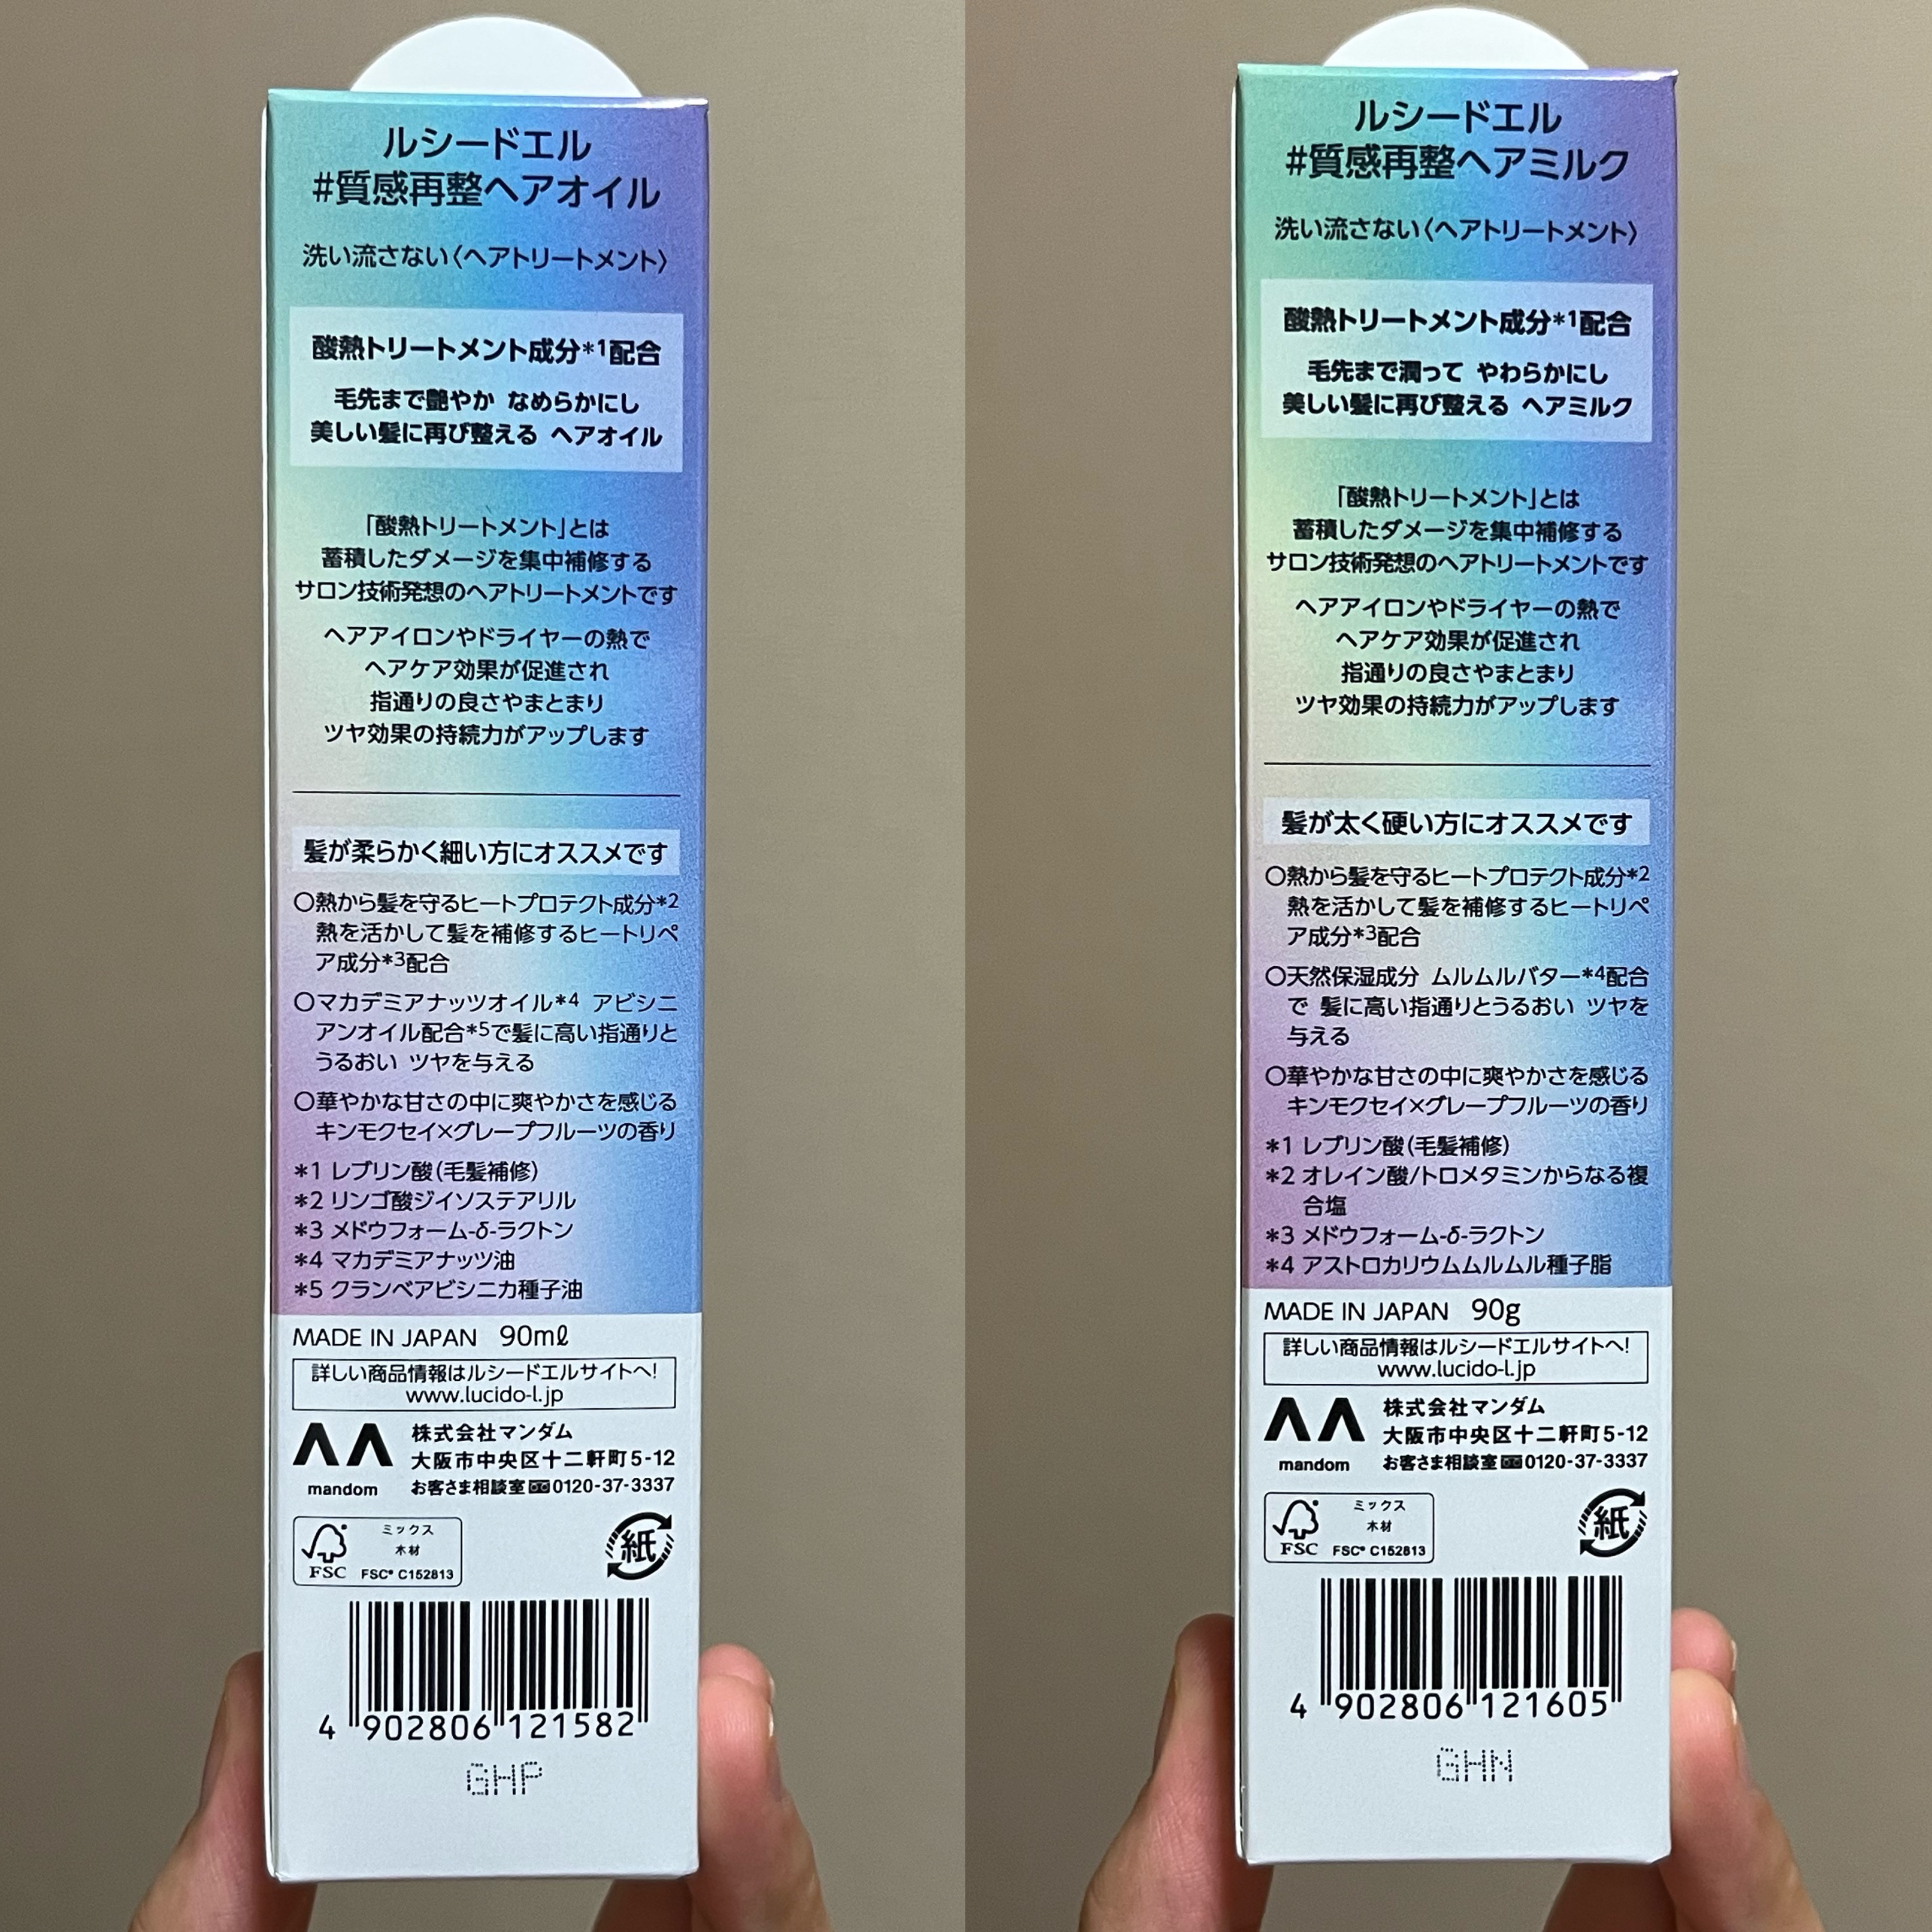 ルシードエル
#質感再整ヘアオイル
洗い流さない〈ヘアトリートメント〉
酸熱トリートメント成分*1配合
毛先まで艶やか なめらかにし
美しい髪に再び整える ヘアオイル
「酸熱トリートメント」とは
蓄積したダメージを集中補修する
サロン技術発想のヘアトリートメントです
ヘアアイロンやドライヤーの熱で
ヘアケア効果が促進され
指通りの良さやまとまり
ツヤ効果の持続力がアップします
髪が柔らかく細い方にオススメです
○熱から髪を守るヒートプロテクト成分*2
熱を活かして髪を補修するヒートリペ
ア成分*3配合
○マカデミアナッツオイル*4 アビシニ
アンオイル配合*5で髪に高い指通りと
うるおい ツヤを与える
○華やかな甘さの中に爽やかさを感じる
キンモクセイ×グレープフルーツの香り
*1 レブリン酸(毛髪補修)
*2 リンゴ酸ジイソステアリル
*3 メドウフォーム-δ-ラクトン
*4 マカデミアナッツ油
*5 クランベアビシニカ種子油
MADE IN JAPAN 90mℓ
詳しい商品情報はルシードエルサイトへ!
www.lucido-l.jp
mandom
株式会社マンダム
大阪市中央区十二軒町5-12
お客さま相談室 0120-37-3337
FSC
ミックス
木材
FSC® C152813
紙
4 902806 121582
GHP
ルシードエル
#質感再整ヘアミルク
洗い流さない〈ヘアトリートメント〉
酸熱トリートメント成分*1配合
毛先まで潤って やわらかにし
美しい髪に再び整える ヘアミルク
「酸熱トリートメント」とは
蓄積したダメージを集中補修する
サロン技術発想のヘアトリートメントです
ヘアアイロンやドライヤーの熱で
ヘアケア効果が促進され
指通りの良さやまとまり
ツヤ効果の持続力がアップします
髪が太く硬い方にオススメです
○熱から髪を守るヒートプロテクト成分*2
熱を活かして髪を補修するヒートリペ
ア成分*3配合
○天然保湿成分 ムルムルバター*4配合
で 髪に高い指通りとうるおい ツヤを
与える
○華やかな甘さの中に爽やかさを感じる
キンモクセイ×グレープフルーツの香り
*1 レブリン酸(毛髪補修)
*2 オレイン酸/トロメタミンからなる複
合塩
*3 メドウフォーム-δ-ラクトン
*4 アストロカリウムムルムル種子脂
MADE IN JAPAN 90g
詳しい商品情報はルシードエルサイトへ!
www.lucido-l.jp
mandom
株式会社マンダム
大阪市中央区十二軒町5-12
お客さま相談室 0120-37-3337
FSC
ミックス
木材
FSC® C152813
紙
4 902806 121605
GHN